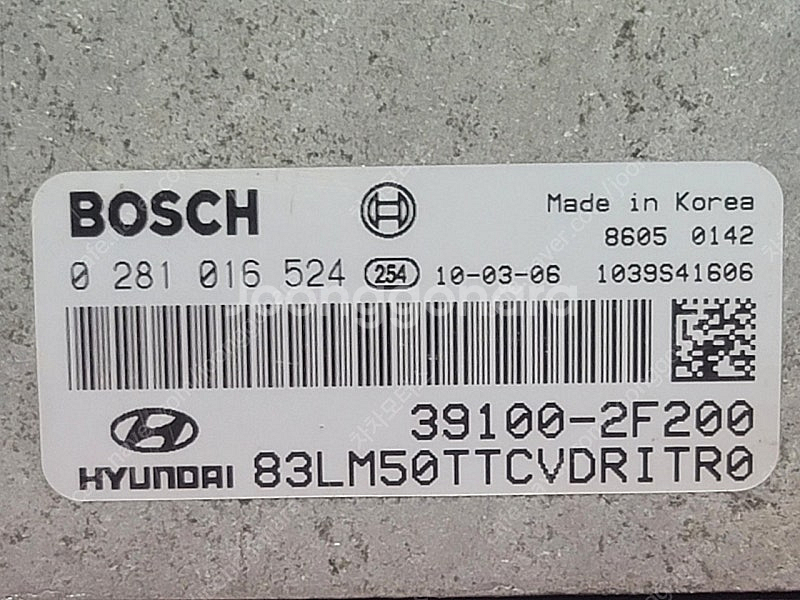 BOSCH
Made in Korea
8605 0142
0 281 016 524 254 10-03-06 1039S41606
Joonggonara
39100-2F200
HYUNDAI 83LM50TTCVDRITR0